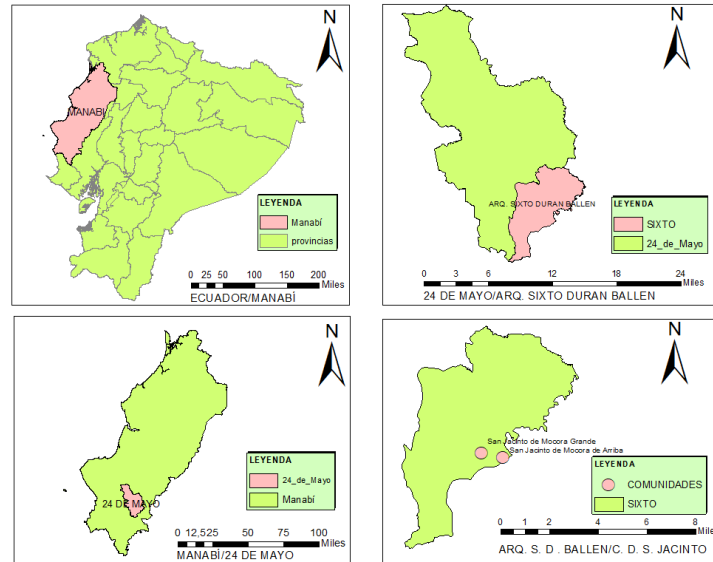 N
MANABÍ
LEYENDA
Manabí
provincias
0 25 50 100 150 200
Miles
ECUADOR/MANABÍ
N
ARQ. SIXTO DURAN BALLEN
LEYENDA
SIXTO
24_de_Mayo
0 3 6 12 18 24
Miles
24 DE MAYO/ARQ. SIXTO DURAN BALLEN
N
24 DE MAYO
LEYENDA
24_de_Mayo
Manabí
0 12,525 50 75 100
Miles
MANABÍ/24 DE MAYO
N
San Jacinto de Mocora Grande
San Jacinto de Mocora de Arriba
LEYENDA
COMUNIDADES
SIXTO
0 1 2 4 6 8
Miles
ARQ. S. D . BALLEN/C. D. S. JACINTO